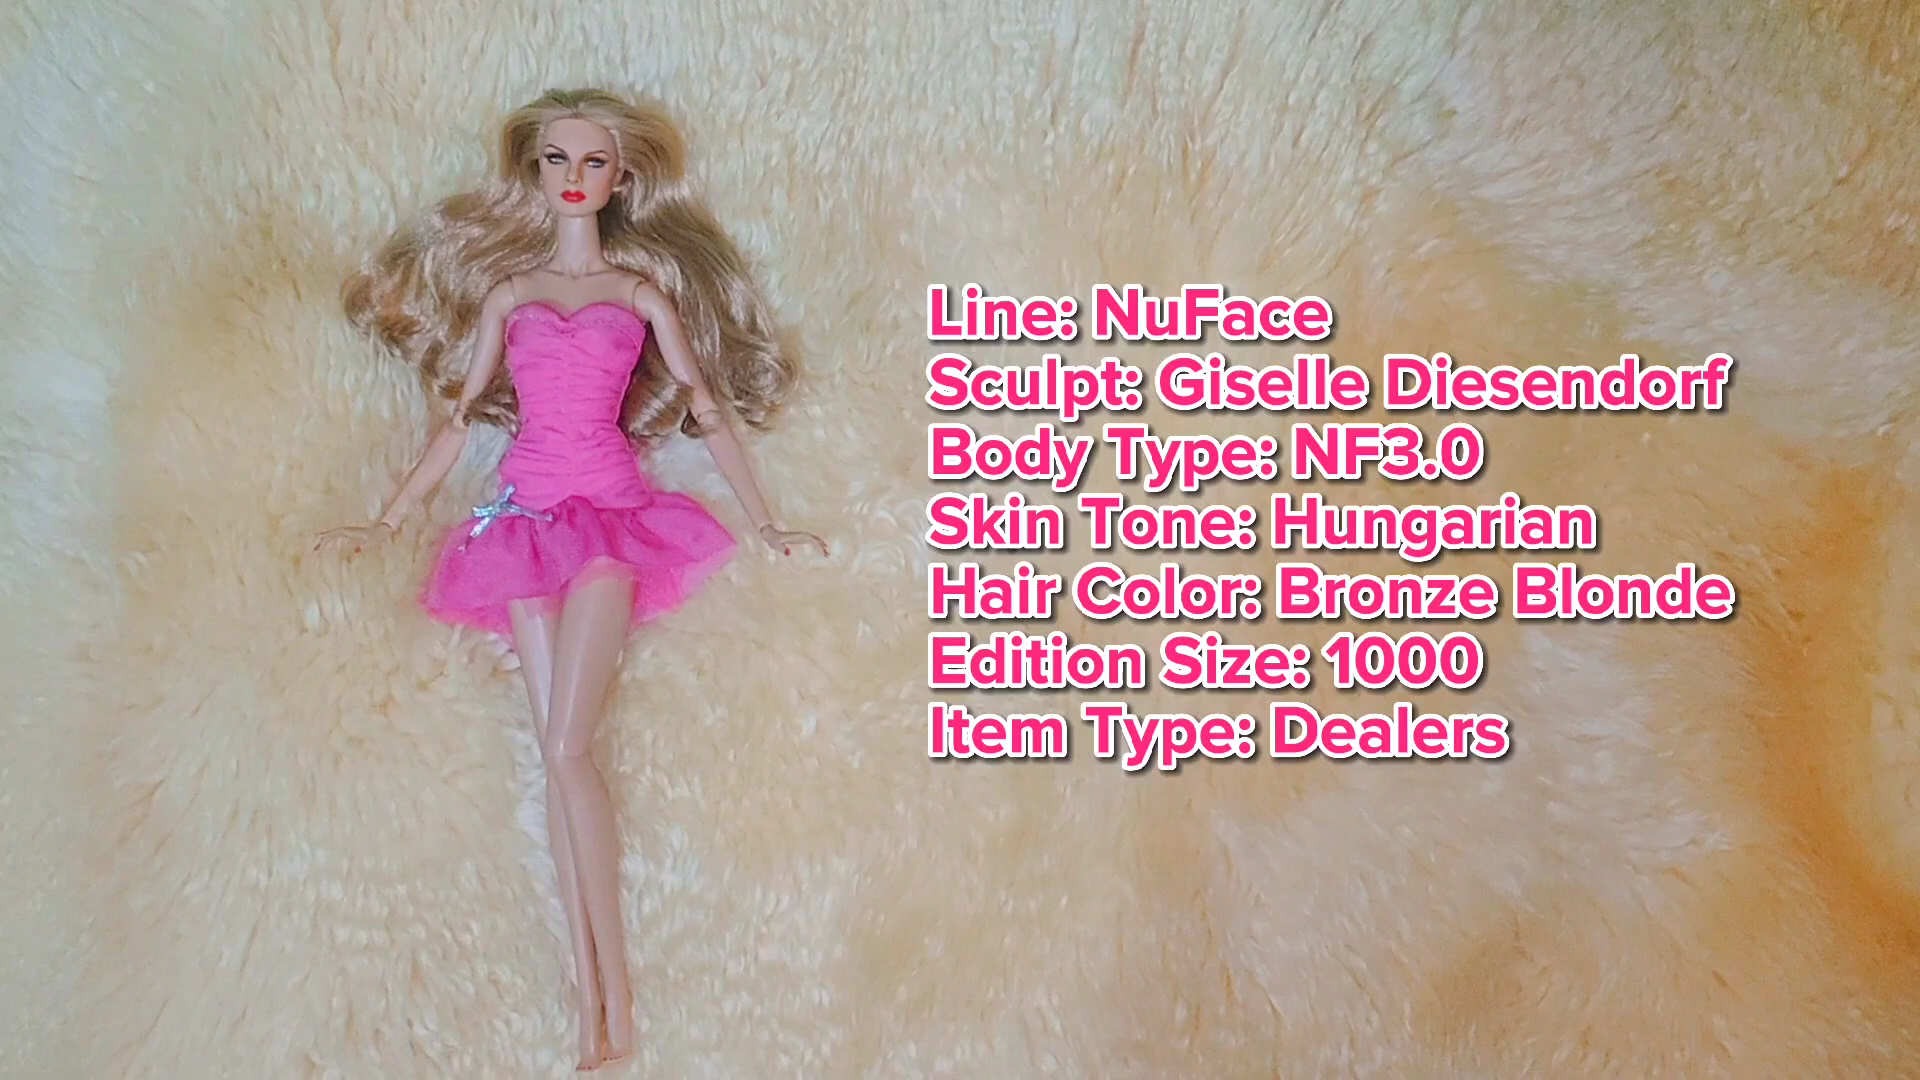 Line: NuFace
Sculpt: Giselle Diesendorf
Body Type: NF3.0
Skin Tone: Hungarian
Hair Color: Bronze Blonde
Edition Size: 1000
Item Type: Dealers